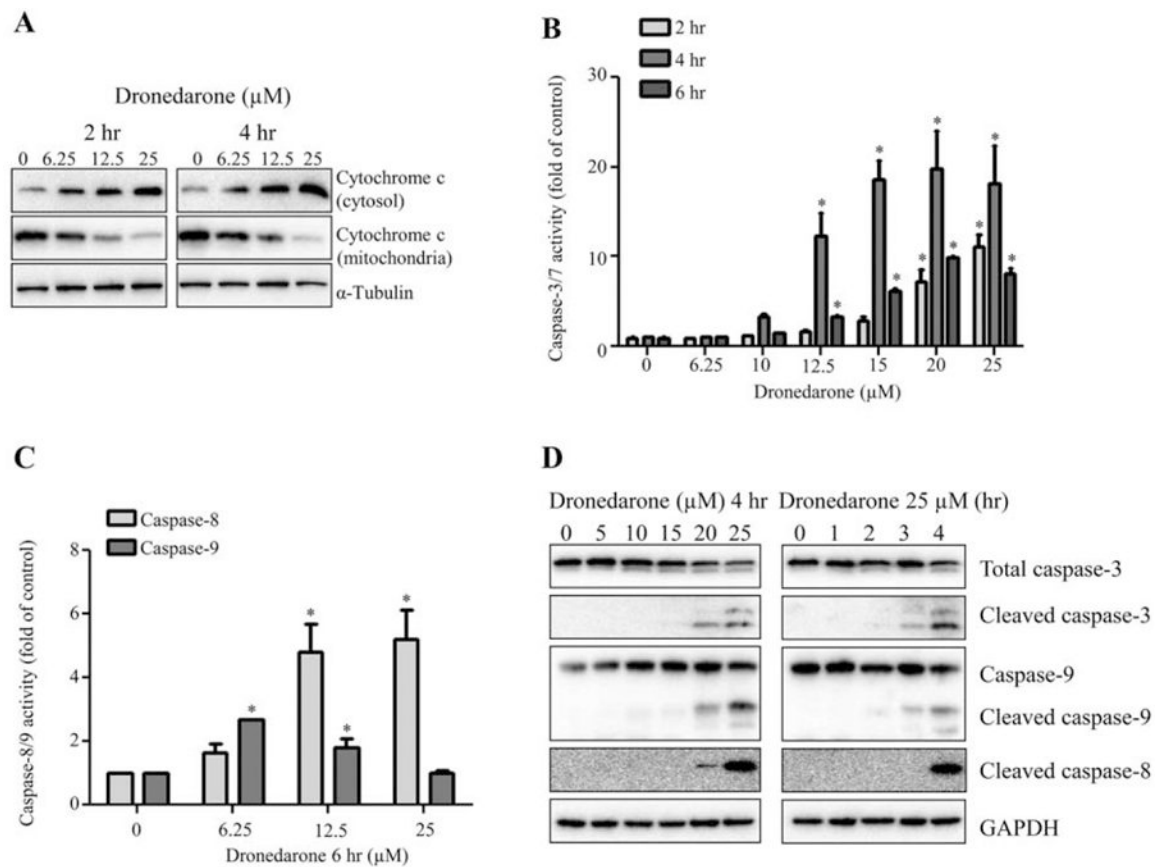 A
Dronedarone (µM)
2 hr 4 hr
0 6.25 12.5 25 0 6.25 12.5 25
Cytochrome c
(cytosol)
Cytochrome c
(mitochondria)
α-Tubulin
B
2 hr
4 hr
6 hr
Caspase-3/7 activity (fold of control)
30
20
10
0
* * * * * * * * * *
0 6.25 10 12.5 15 20 25
Dronedarone (µM)
C
Caspase-8
Caspase-9
Caspase-8/9 activity (fold of control)
8
6
4
2
0
* * * *
0 6.25 12.5 25
Dronedarone 6 hr (µM)
D
Dronedarone (µM) 4 hr Dronedarone 25 µM (hr)
0 5 10 15 20 25 0 1 2 3 4
Total caspase-3
Cleaved caspase-3
Caspase-9
Cleaved caspase-9
Cleaved caspase-8
GAPDH